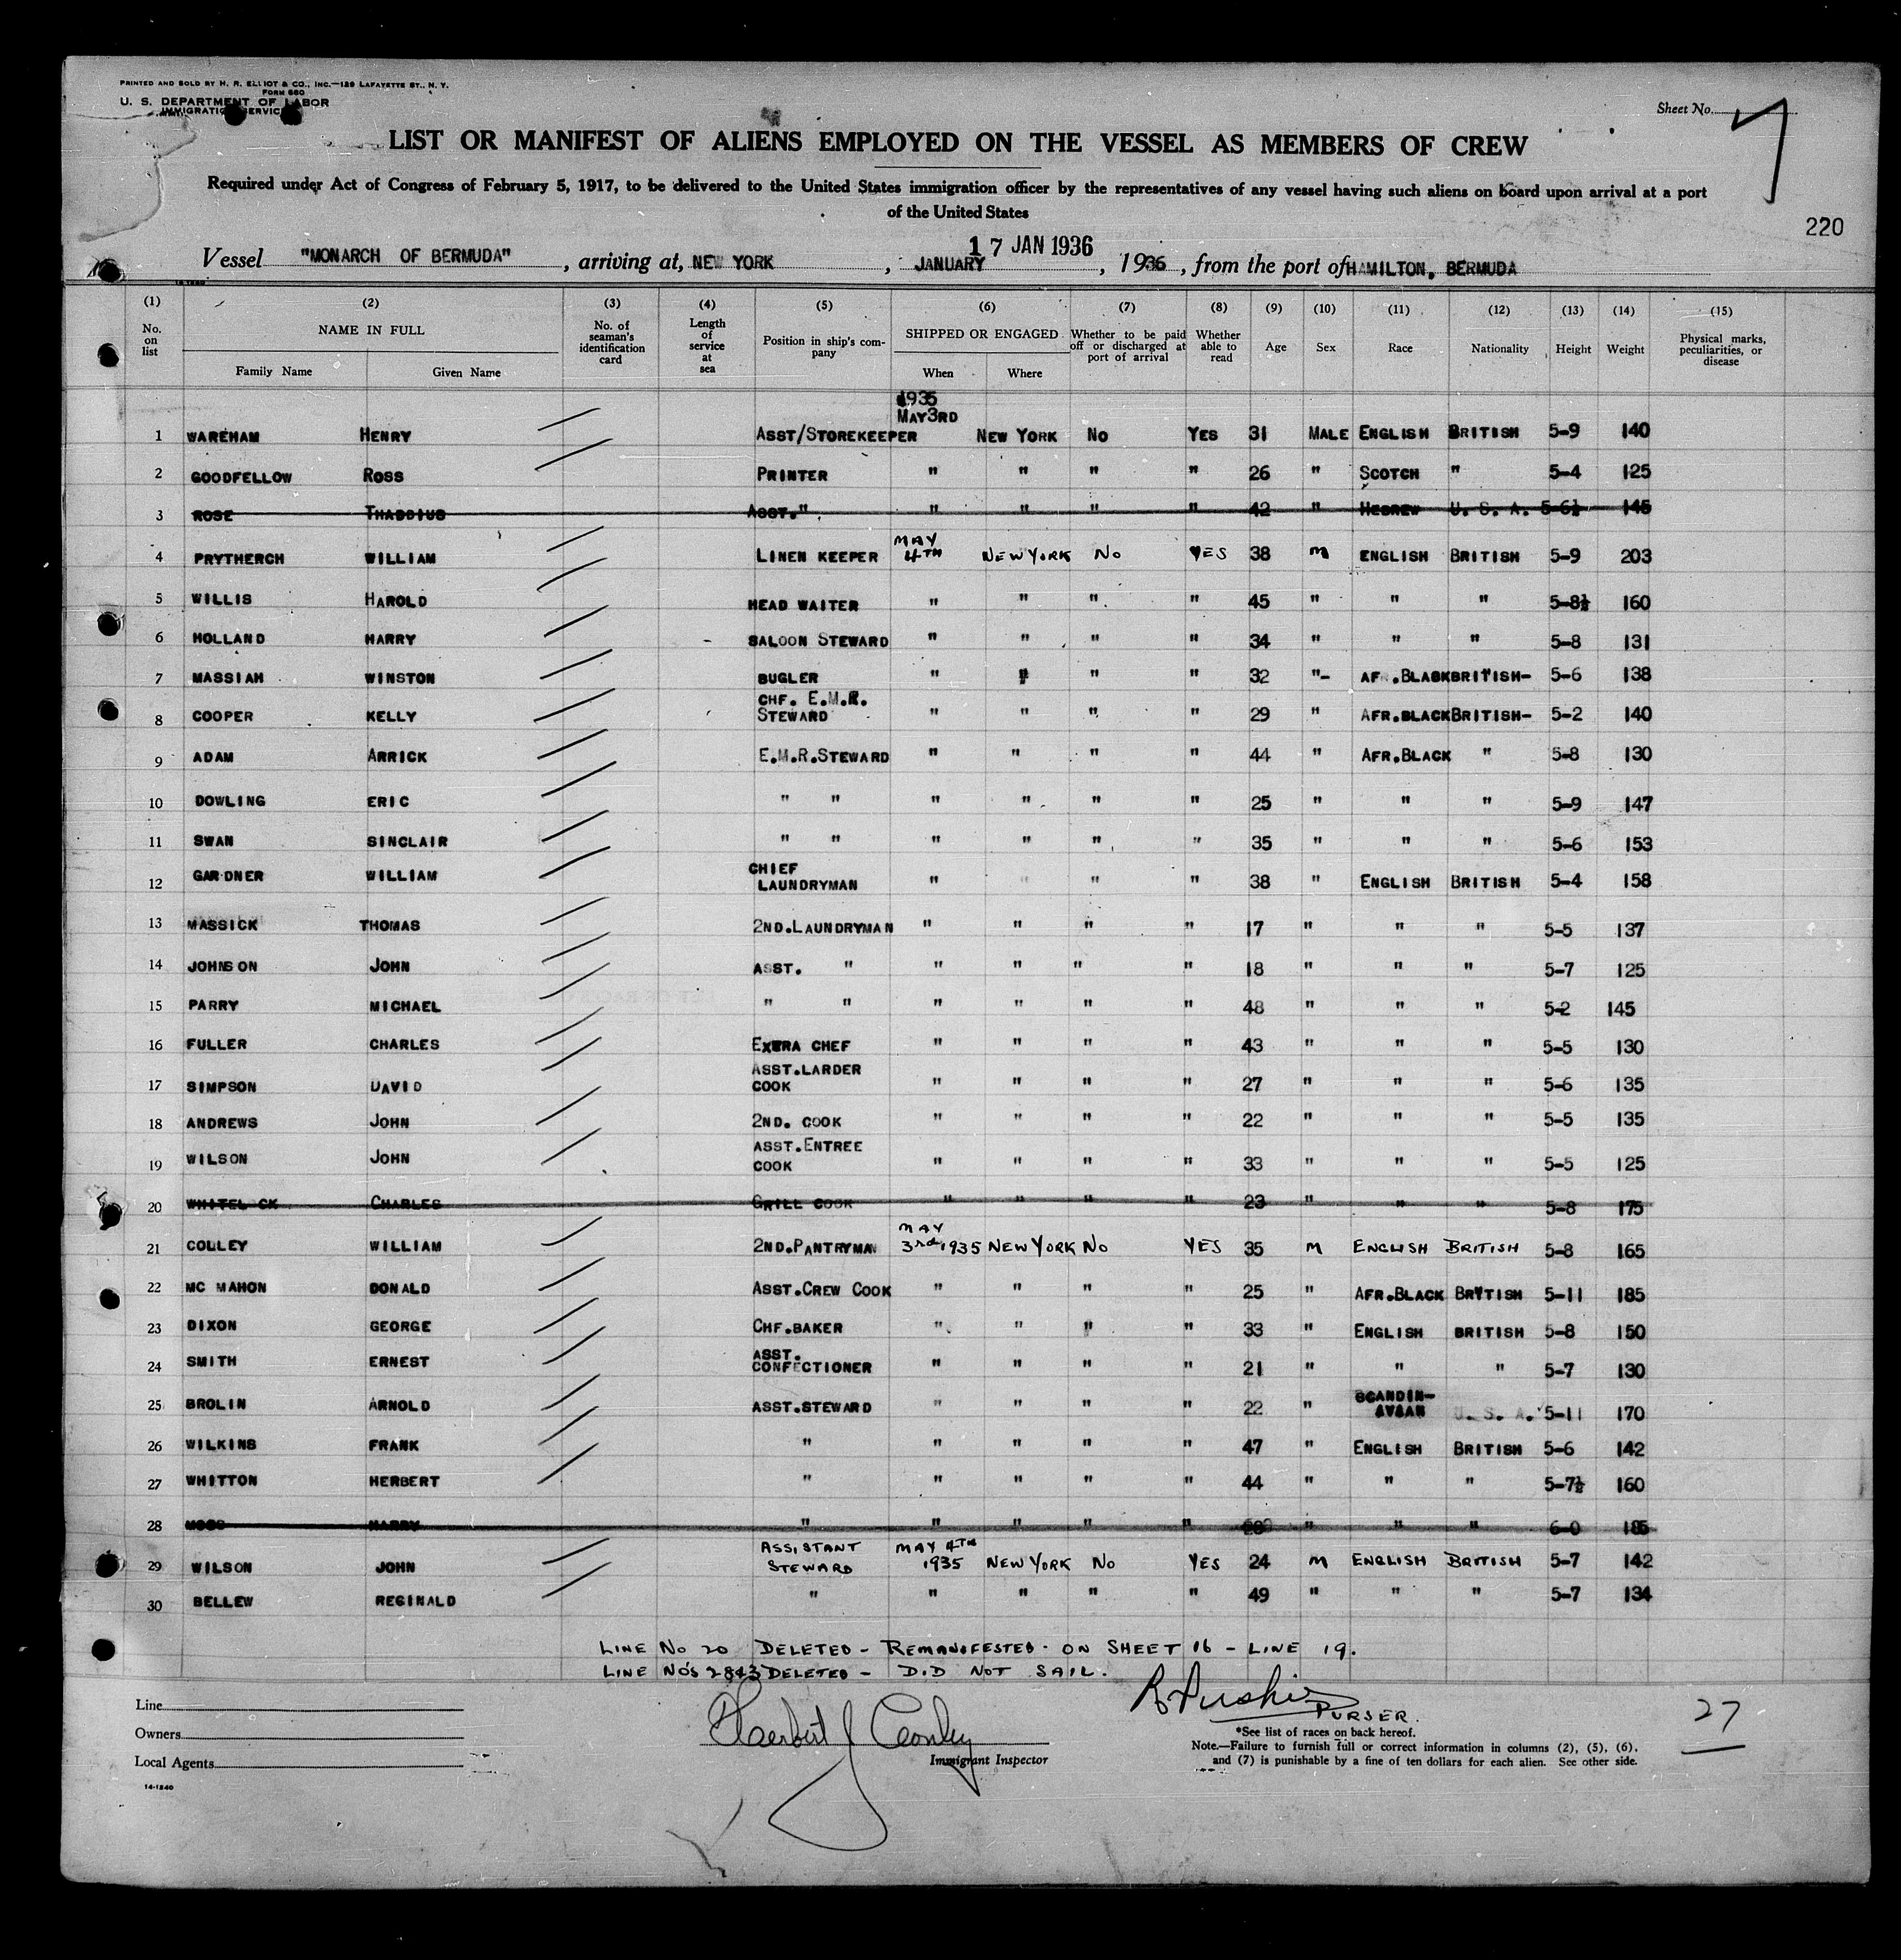 PRINTED AND SOLD BY H. R. ELLIOT & CO., INC.—129 LAFAYETTE ST., N. Y.
FORM 680
U. S. DEPARTMENT OF LABOR
IMMIGRATION SERVICE
Sheet No. 7
LIST OR MANIFEST OF ALIENS EMPLOYED ON THE VESSEL AS MEMBERS OF CREW
Required under Act of Congress of February 5, 1917, to be delivered to the United States immigration officer by the representatives of any vessel having such aliens on board upon arrival at a port
of the United States
220
17 JAN 1936
Vessel "MONARCH OF BERMUDA", arriving at, NEW YORK, JANUARY, 1936, from the port of HAMILTON, BERMUDA
(1) (2) (3) (4) (5) (6) (7) (8) (9) (10) (11) (12) (13) (14) (15)
No. on list NAME IN FULL Family Name Given Name No. of seaman's identification card Length of service at sea Position in ship's company SHIPPED OR ENGAGED When Where Whether to be paid off or discharged at port of arrival Whether able to read Age Sex Race Nationality Height Weight Physical marks, peculiarities, or disease
1935
MAY 3RD
1 WAREHAM HENRY ASST/STOREKEEPER NEW YORK NO YES 31 MALE ENGLISH BRITISH 5-9 140
2 GOODFELLOW ROSS PRINTER " " " " 26 " SCOTCH " 5-4 125
3 ROSE THADDIUS ASST." " " " " 42 " HEBREW U. S. A. 5-6½ 145
4 PRYTHERCH WILLIAM LINEN KEEPER MAY 4TH NEW YORK NO YES 38 M ENGLISH BRITISH 5-9 203
5 WILLIS HAROLD HEAD WAITER " " " " 45 " " " 5-8½ 160
6 HOLLAND HARRY SALOON STEWARD " " " " 34 " " " 5-8 131
7 MASSIAH WINSTON BUGLER " " " " 32 "- AFR.BLACK BRITISH- 5-6 138
8 COOPER KELLY CHF. E.M.R. STEWARD " " " " 29 " AFR.BLACK BRITISH- 5-2 140
9 ADAM ARRICK E.M.R.STEWARD " " " " 44 " AFR.BLACK " 5-8 130
10 DOWLING ERIC " " " " " " 25 " " " 5-9 147
11 SWAN SINCLAIR " " " " " " 35 " " " 5-6 153
12 GARDNER WILLIAM CHIEF LAUNDRYMAN " " " " 38 " ENGLISH BRITISH 5-4 158
13 MASSICK THOMAS 2ND.LAUNDRYMAN " " " " 17 " " " 5-5 137
14 JOHNSON JOHN ASST. " " " " " 18 " " " 5-7 125
15 PARRY MICHAEL " " " " " " 48 " " " 5-2 145
16 FULLER CHARLES EXTRA CHEF " " " " 43 " " " 5-5 130
17 SIMPSON DAVID ASST.LARDER COOK " " " " 27 " " " 5-6 135
18 ANDREWS JOHN 2ND. COOK " " " " 22 " " " 5-5 135
19 WILSON JOHN ASST.ENTREE COOK " " " " 33 " " " 5-5 125
20 WHITELOCK CHARLES GRILL COOK " " " " 23 " " " 5-8 175
21 COLLEY WILLIAM 2ND.PANTRYMAN MAY 3rd 1935 NEW YORK NO YES 35 M ENGLISH BRITISH 5-8 165
22 MC MAHON DONALD ASST.CREW COOK " " " " 25 " AFR.BLACK BRITISH 5-11 185
23 DIXON GEORGE CHF.BAKER " " " " 33 " ENGLISH BRITISH 5-8 150
24 SMITH ERNEST ASST. CONFECTIONER " " " " 21 " " " 5-7 130
25 BROLIN ARNOLD ASST.STEWARD " " " " 22 " SCANDIN-AVIAN U. S. A. 5-11 170
26 WILKINS FRANK " " " " " 47 " ENGLISH BRITISH 5-6 142
27 WHITTON HERBERT " " " " " 44 " " " 5-7½ 160
28 MOSS HARRY " " " " " " " " 6-0 185
29 WILSON JOHN ASSISTANT STEWARD MAY 4TH 1935 NEW YORK NO YES 24 M ENGLISH BRITISH 5-7 142
30 BELLEW REGINALD " " " " " 49 " " " 5-7 134
LINE NO 20 DELETED - REMANIFESTED - ON SHEET 16 - LINE 19.
LINE NO'S 28&3 DELETED - DID NOT SAIL.
Line
Owners
Local Agents
14-1240
Herbert J Conley
Immigrant Inspector
PURSER.
*See list of races on back hereof.
Note.—Failure to furnish full or correct information in columns (2), (5), (6),
and (7) is punishable by a fine of ten dollars for each alien. See other side.
27